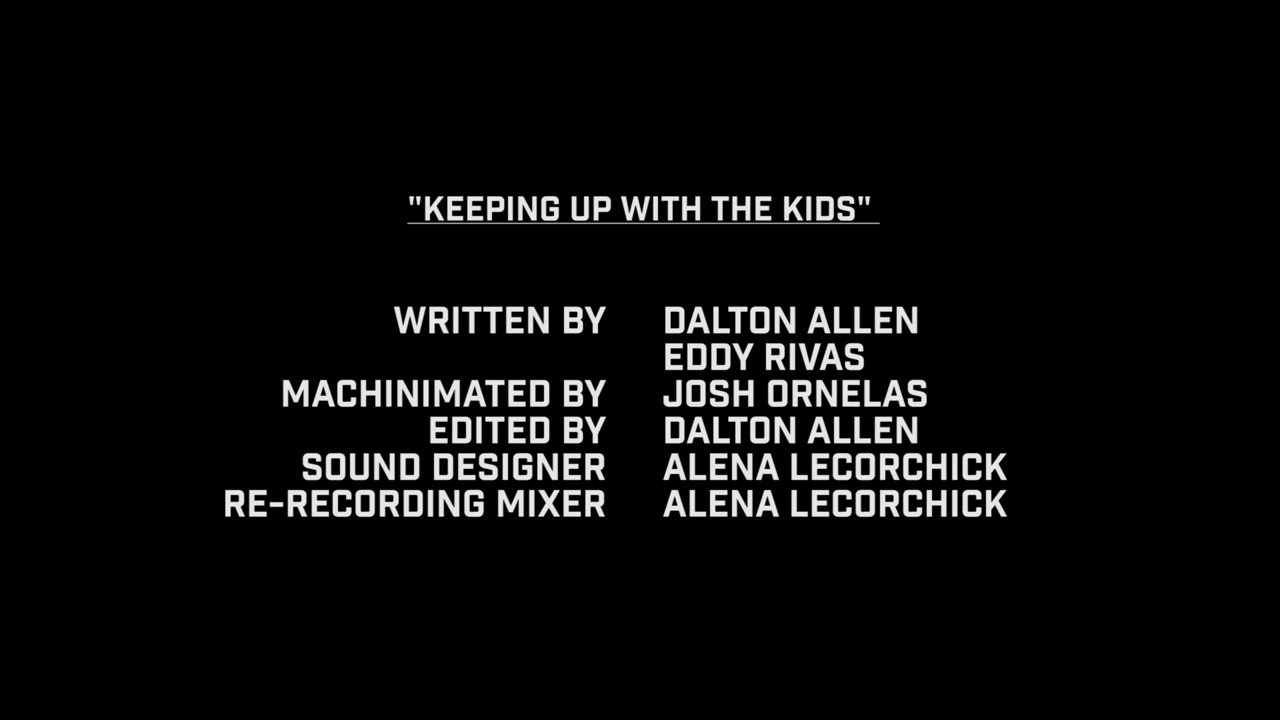 "KEEPING UP WITH THE KIDS"
WRITTEN BY DALTON ALLEN
EDDY RIVAS
MACHINIMATED BY JOSH ORNELAS
EDITED BY DALTON ALLEN
SOUND DESIGNER ALENA LECORCHICK
RE-RECORDING MIXER ALENA LECORCHICK